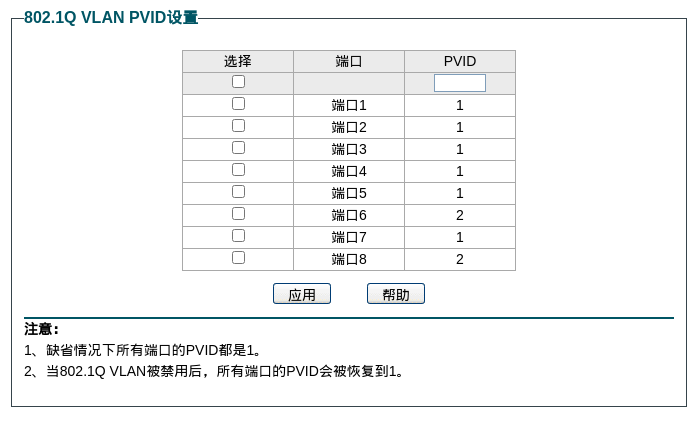 802.1Q VLAN PVID设置
选择 端口 PVID
端口1 1
端口2 1
端口3 1
端口4 1
端口5 1
端口6 2
端口7 1
端口8 2
应用 帮助
注意：
1、缺省情况下所有端口的PVID都是1。
2、当802.1Q VLAN被禁用后，所有端口的PVID会被恢复到1。